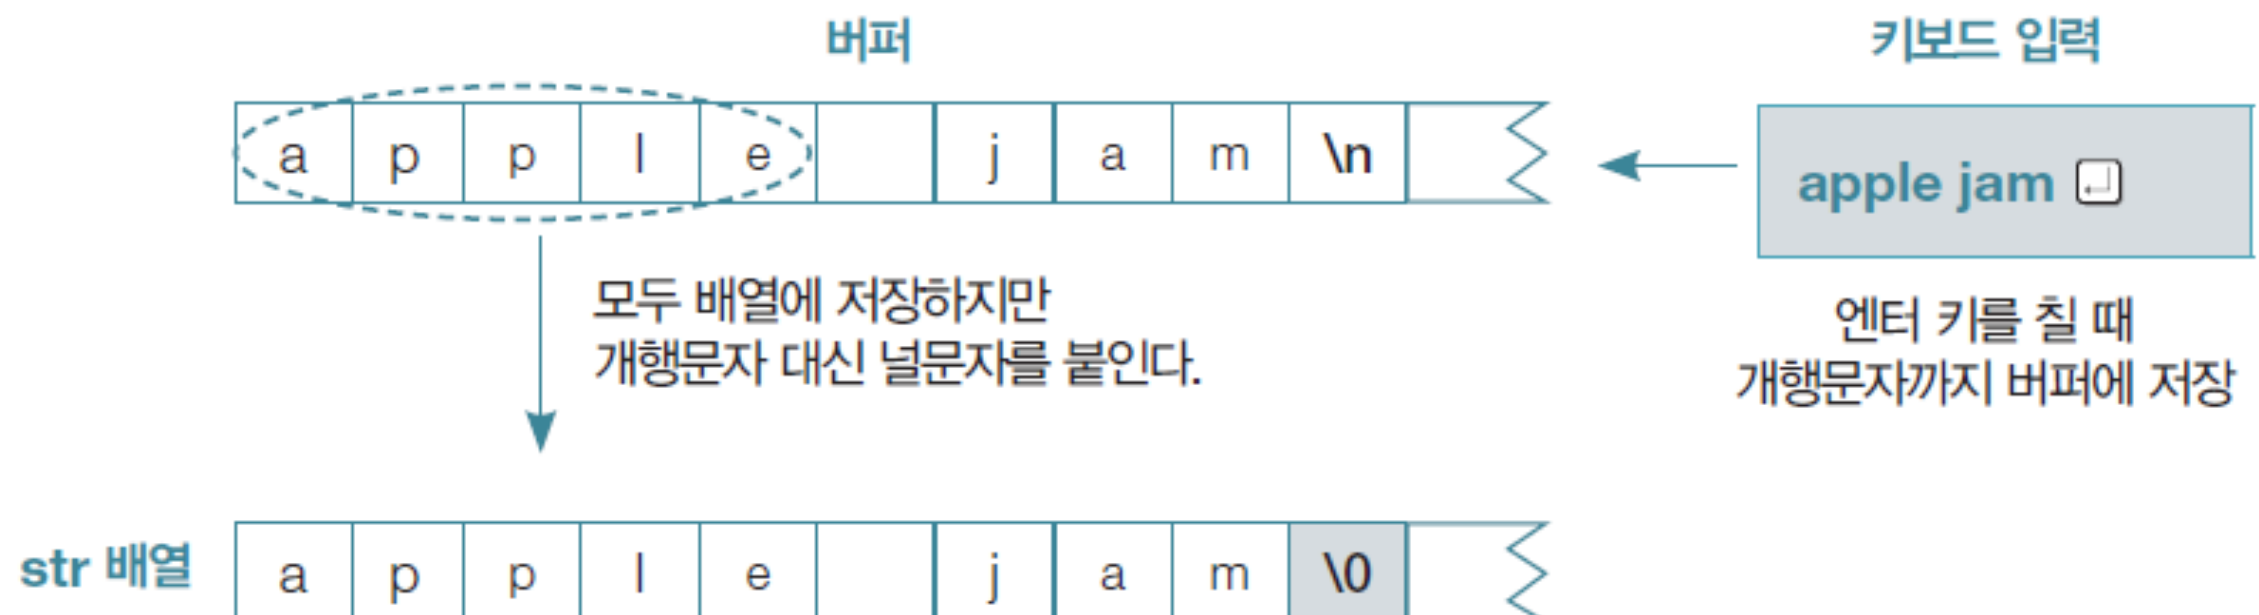 버퍼
키보드 입력
a p p l e j a m \n
apple jam
모두 배열에 저장하지만
개행문자 대신 널문자를 붙인다.
엔터 키를 칠 때
개행문자까지 버퍼에 저장
str 배열
a p p l e j a m \0